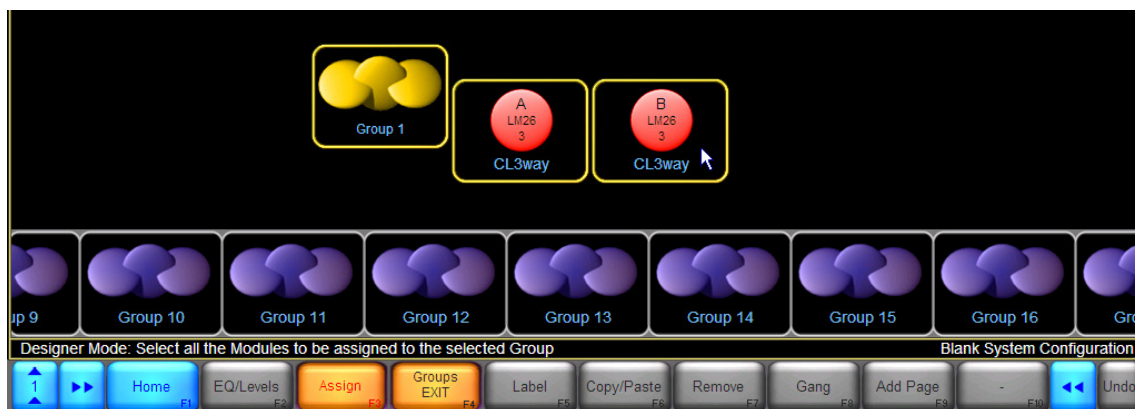 Group 1
A
LM26
3
CL3way
B
LM26
3
CL3way
up 9
Group 10
Group 11
Group 12
Group 13
Group 14
Group 15
Group 16
Gr
Designer Mode: Select all the Modules to be assigned to the selected Group
Blank System Configuration
1
Home
F1
EQ/Levels
F2
Assign
F3
Groups
EXIT
F4
Label
F5
Copy/Paste
F6
Remove
F7
Gang
F8
Add Page
F9
-
F10
Undo